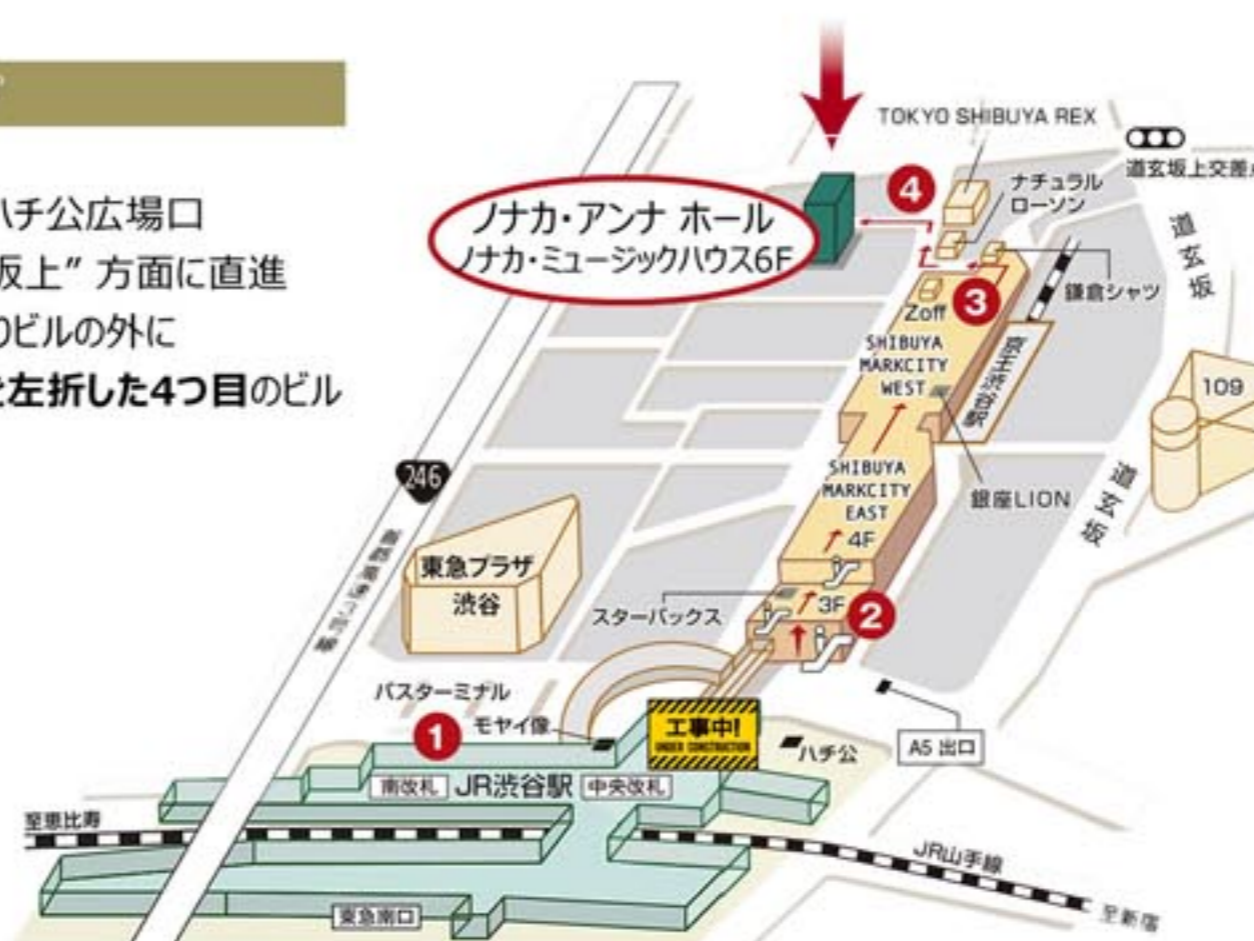 ハチ公広場口
坂上” 方面に直進
ビルの外に
を左折した4つ目のビル
TOKYO SHIBUYA REX
道玄坂上交差点
4
ナチュラル
ローソン
ノナカ・アンナ ホール
ノナカ・ミュージックハウス6F
道玄坂
鎌倉シャツ
3
Zoff
SHIBUYA
MARKCITY
WEST
京王渋谷駅
109
246
SHIBUYA
MARKCITY
EAST
銀座LION
道玄坂
4F
首都高速3号線
東急プラザ
渋谷
スターバックス
3F
2
バスターミナル
1
モヤイ像
工事中!
UNDER CONSTRUCTION
ハチ公
A5 出口
南改札
JR渋谷駅
中央改札
至恵比寿
JR山手線
東急南口
至新宿